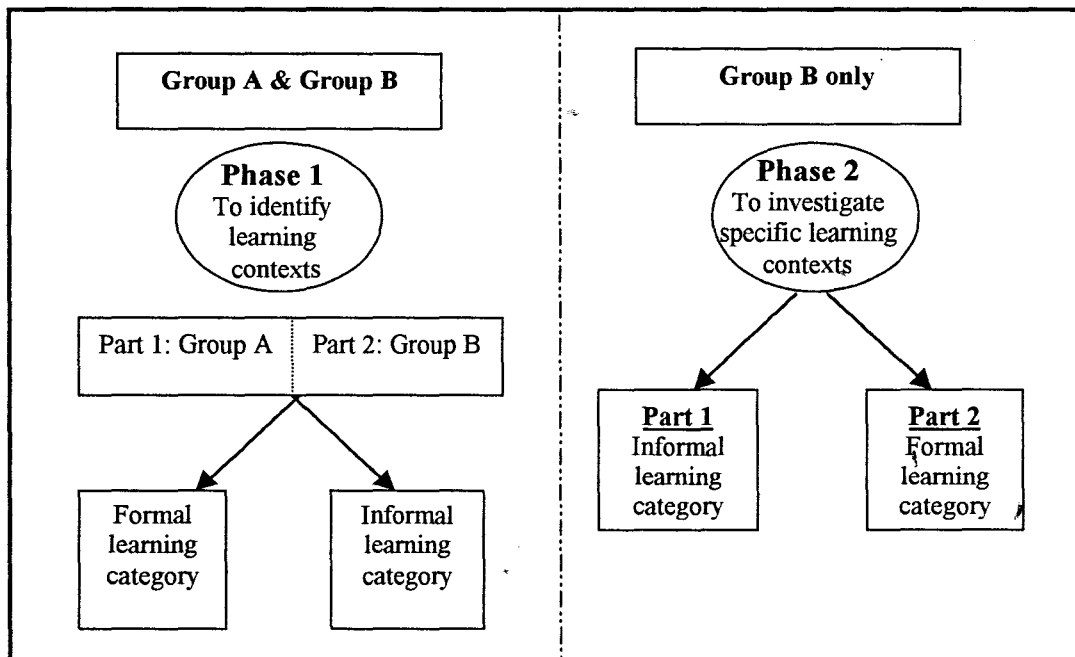 Group A & Group B
Phase 1
To identify
learning
contexts
Part 1: Group A
Part 2: Group B
Formal
learning
category
Informal
learning
category
Group B only
Phase 2
To investigate
specific learning
contexts
Part 1
Informal
learning
category
Part 2
Formal
learning
category